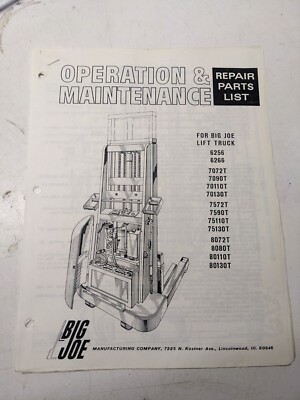 OPERATION &
MAINTENANCE
REPAIR
PARTS
LIST
FOR BIG JOE
LIFT TRUCK
6256
6266
7072T
7090T
70110T
70130T
7572T
7590T
75110T
75130T
8072T
8080T
80110T
80130T
BIG
JOE
MANUFACTURING COMPANY, 7225 N. Kostner Ave., Lincolnwood, Ill. 60646